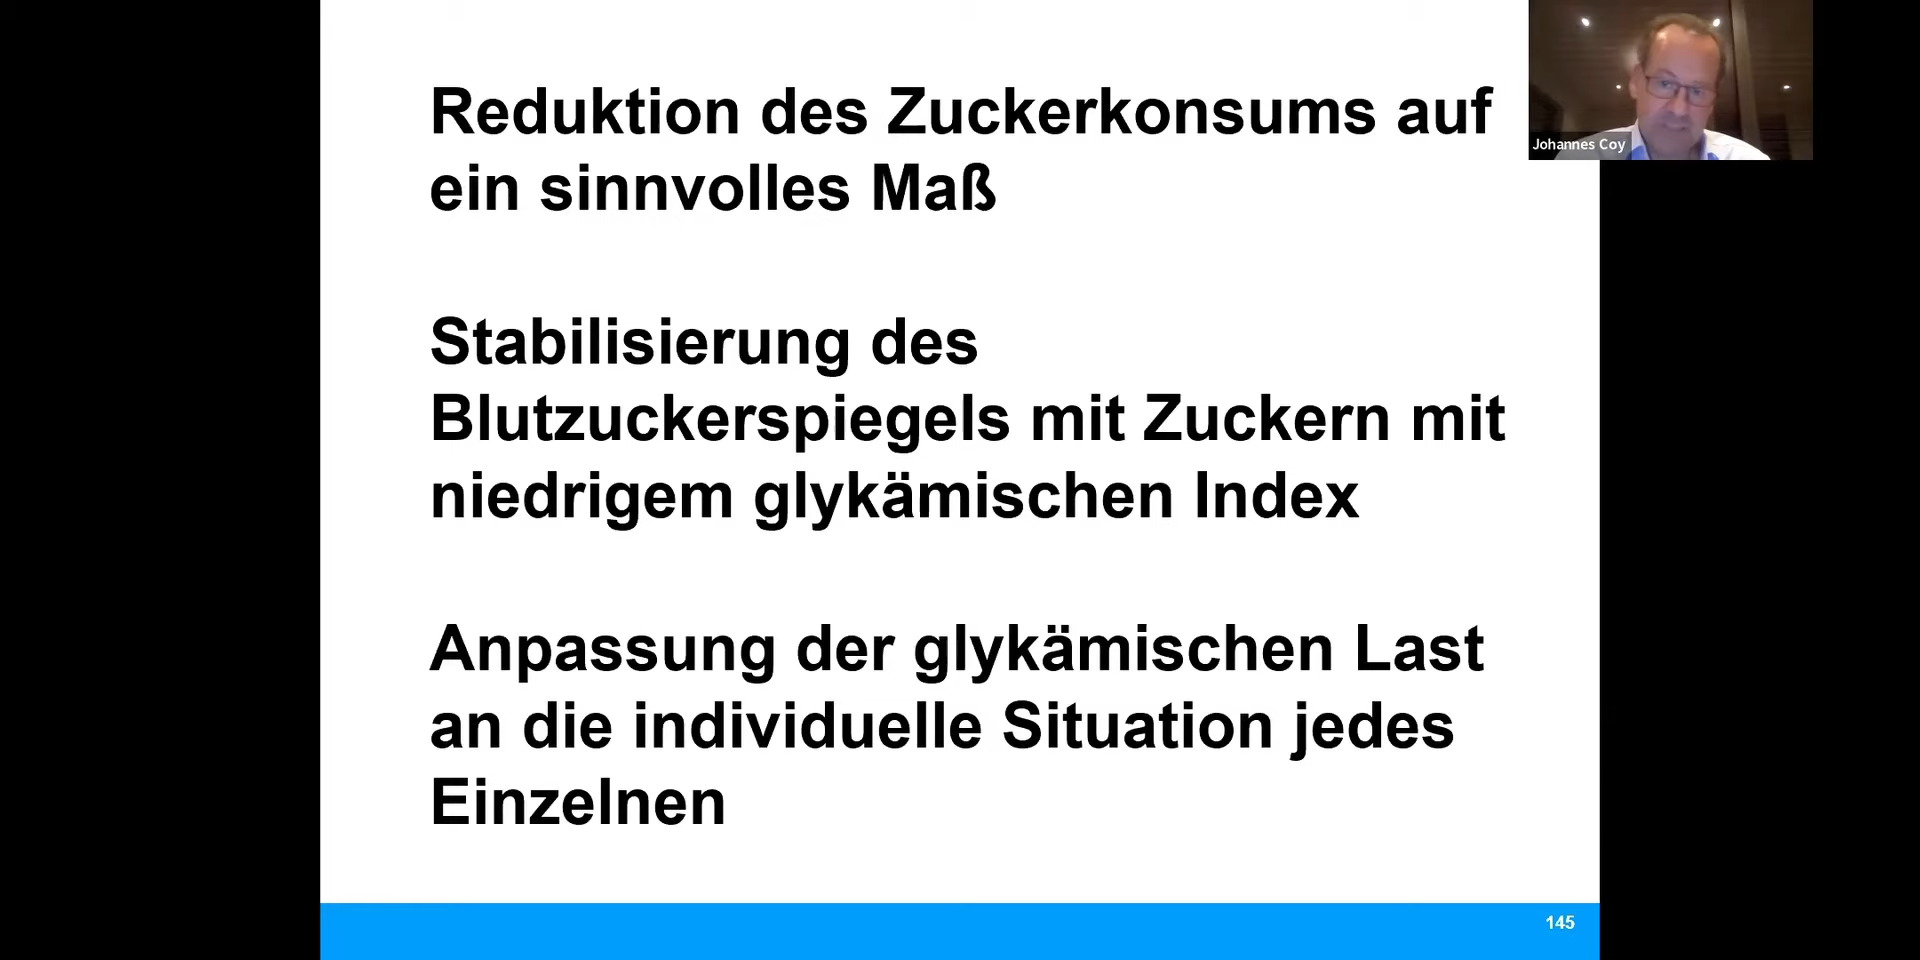 Reduktion des Zuckerkonsums auf
ein sinnvolles Maß
Stabilisierung des
Blutzuckerspiegels mit Zuckern mit
niedrigem glykämischen Index
Anpassung der glykämischen Last
an die individuelle Situation jedes
Einzelnen
145
Johannes Coy